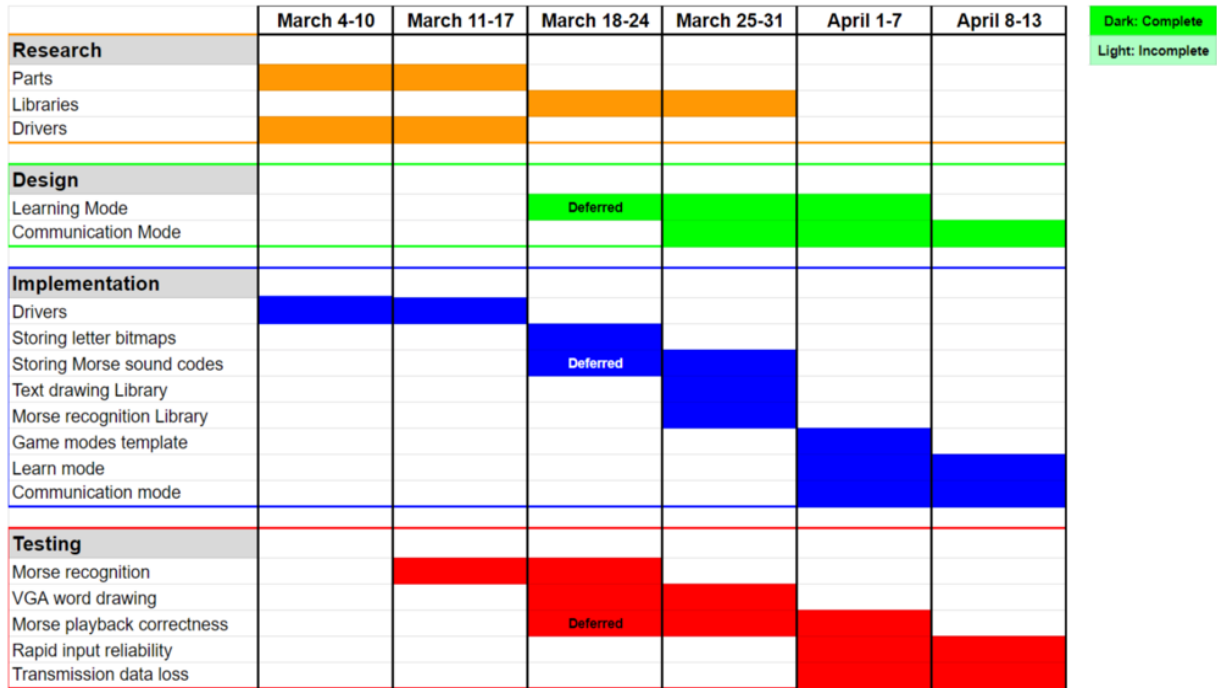 March 4-10 March 11-17 March 18-24 March 25-31 April 1-7 April 8-13
Dark: Complete
Light: Incomplete
Research
Parts
Libraries
Drivers
Design
Learning Mode Deferred
Communication Mode
Implementation
Drivers
Storing letter bitmaps
Storing Morse sound codes Deferred
Text drawing Library
Morse recognition Library
Game modes template
Learn mode
Communication mode
Testing
Morse recognition
VGA word drawing
Morse playback correctness Deferred
Rapid input reliability
Transmission data loss